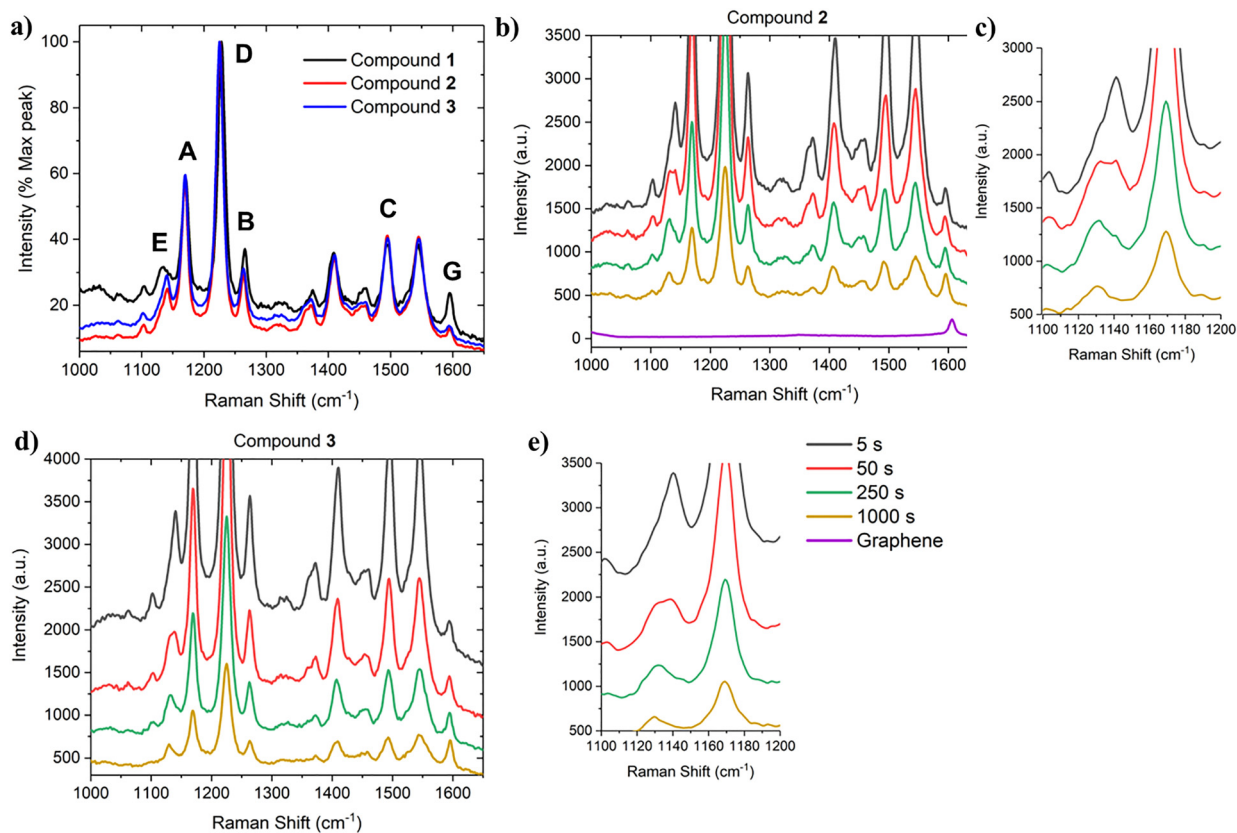 a)
Intensity (% Max peak)
100
80
60
40
20
E
A
D
B
C
G
Compound 1
Compound 2
Compound 3
1000 1100 1200 1300 1400 1500 1600
Raman Shift (cm-1)
b)
Compound 2
Intensity (a.u.)
3500
3000
2500
2000
1500
1000
500
0
1000 1100 1200 1300 1400 1500 1600
Raman Shift (cm-1)
c)
Intensity (a.u.)
3000
2500
2000
1500
1000
500
1100 1120 1140 1160 1180 1200
Raman Shift (cm-1)
d)
Compound 3
Intensity (a.u.)
4000
3500
3000
2500
2000
1500
1000
500
1000 1100 1200 1300 1400 1500 1600
Raman Shift (cm-1)
e)
Intensity (a.u.)
3500
3000
2500
2000
1500
1000
500
1100 1120 1140 1160 1180 1200
Raman Shift (cm-1)
5 s
50 s
250 s
1000 s
Graphene